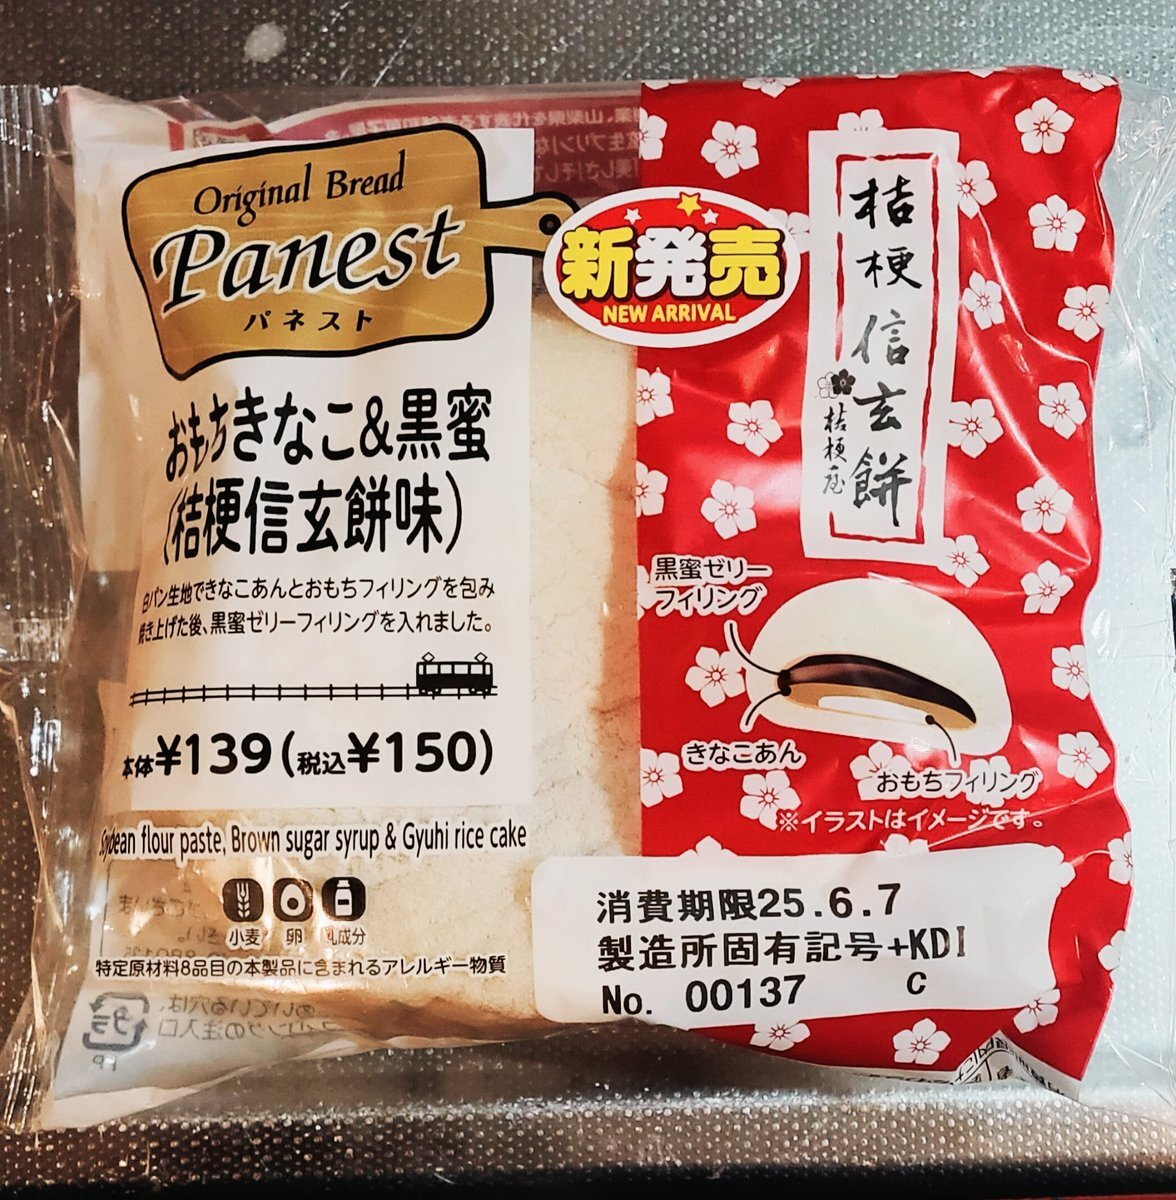 Original Bread
Panest
パネスト
新発売
NEW ARRIVAL
桔梗信玄餅
桔梗屋
おもちきなこ&黒蜜
(桔梗信玄餅味)
白パン生地できなこあんとおもちフィリングを包み
焼き上げた後、黒蜜ゼリーフィリングを入れました。
本体¥139(税込¥150)
Soybean flour paste, Brown sugar syrup & Gyuhi rice cake
小麦 卵 乳成分
特定原材料8品目の本製品に含まれるアレルギー物質
黒蜜ゼリー
フィリング
きなこあん
おもちフィリング
※イラストはイメージです。
消費期限25.6.7
製造所固有記号+KDI
No. 00137 C